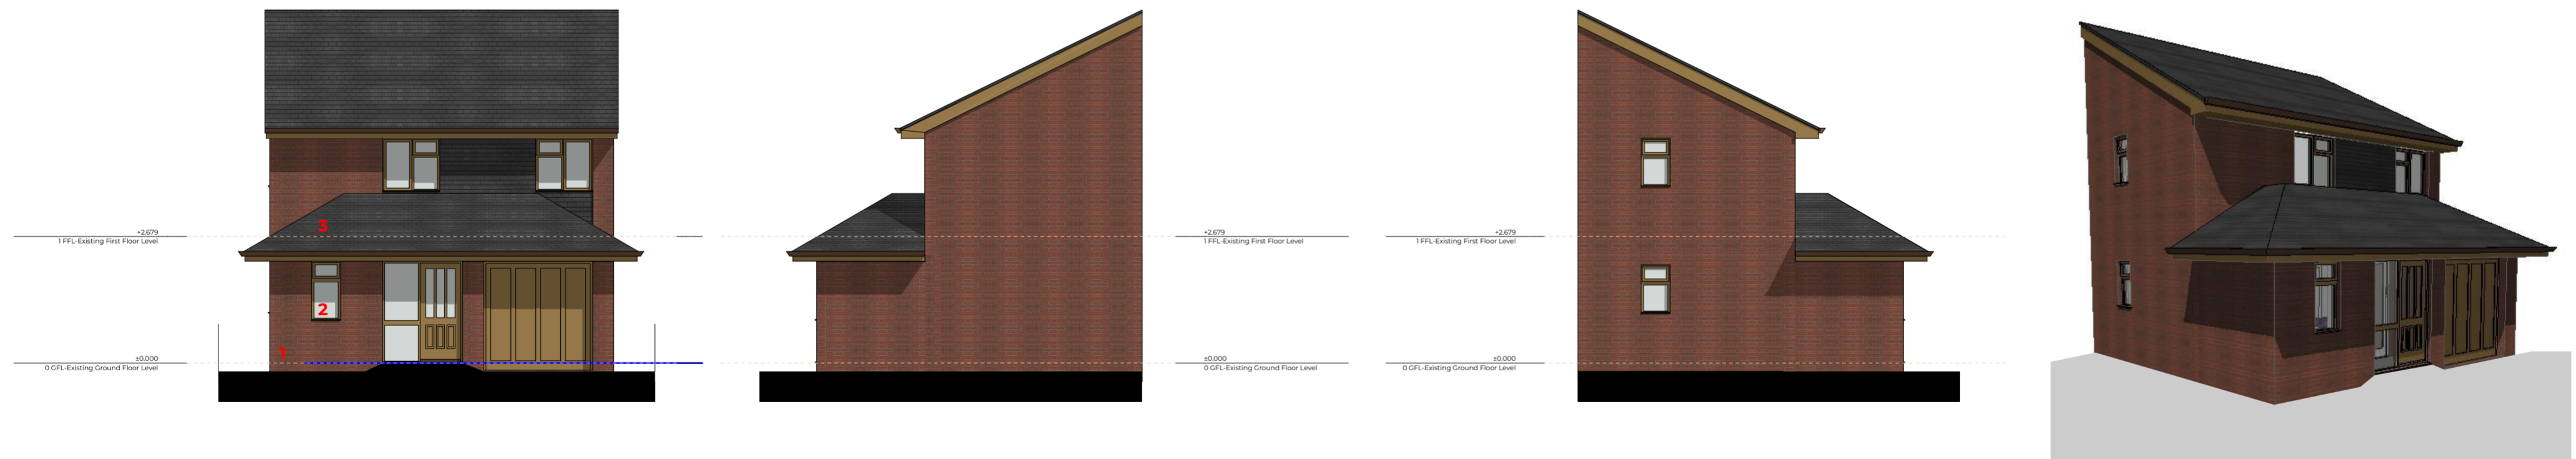 3
+2.679
1 FFL-Existing First Floor Level
2
1
±0.000
0 GFL-Existing Ground Floor Level
+2.679
1 FFL-Existing First Floor Level
±0.000
0 GFL-Existing Ground Floor Level
+2.679
1 FFL-Existing First Floor Level
±0.000
0 GFL-Existing Ground Floor Level